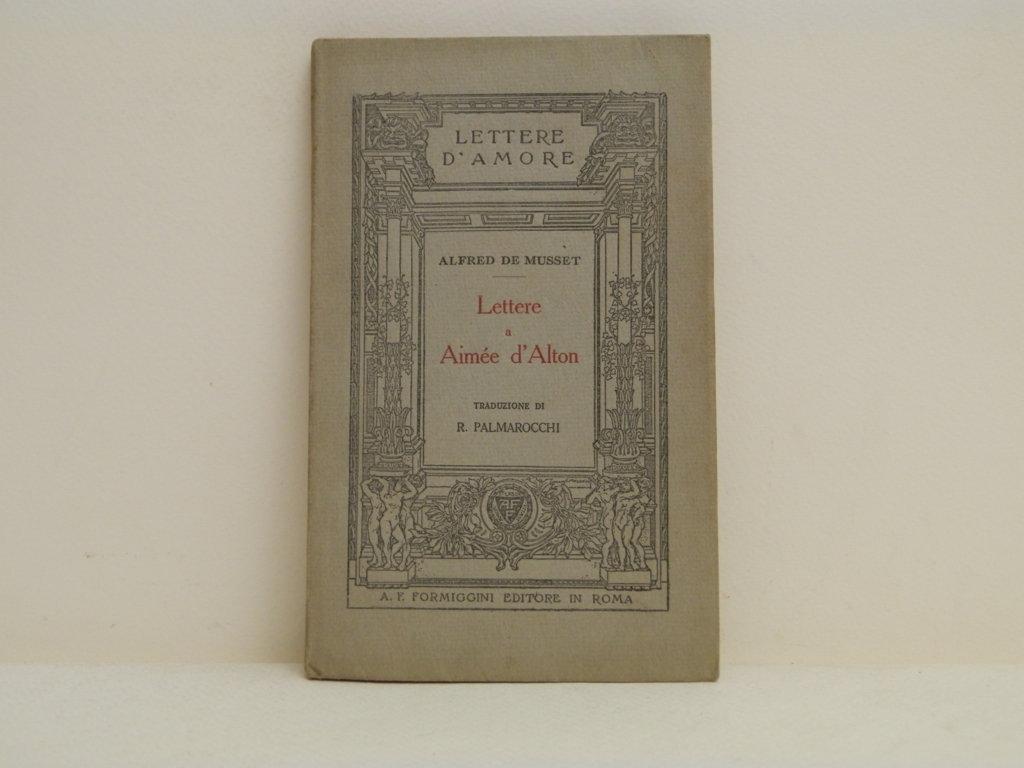 LETTERE
D'AMORE
ALFRED DE MUSSET
Lettere
a
Aimée d'Alton
TRADUZIONE DI
R. PALMAROCCHI
A. F. FORMIGGINI EDITORE IN ROMA